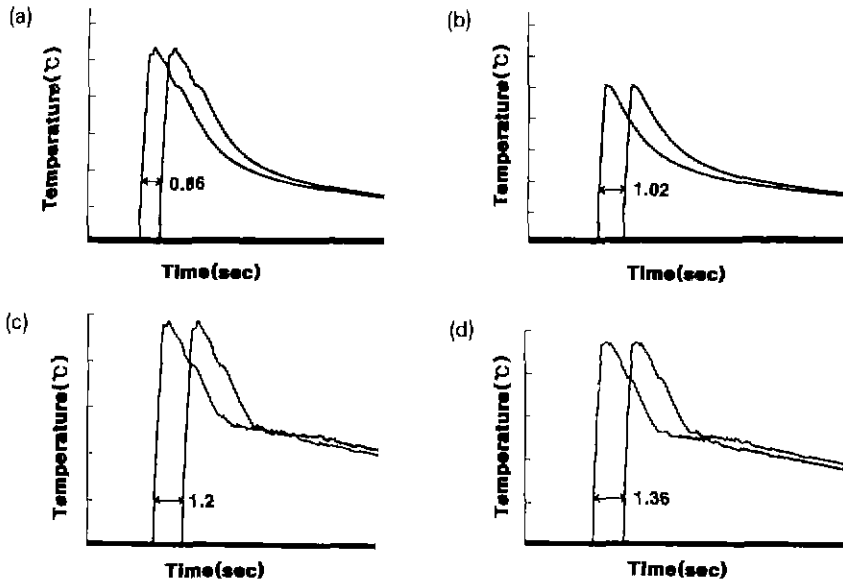 (a)
Temperature(℃)
0.86
Time(sec)
(b)
Temperature(℃)
1.02
Time(sec)
(c)
Temperature(℃)
1.2
Time(sec)
(d)
Temperature(℃)
1.36
Time(sec)